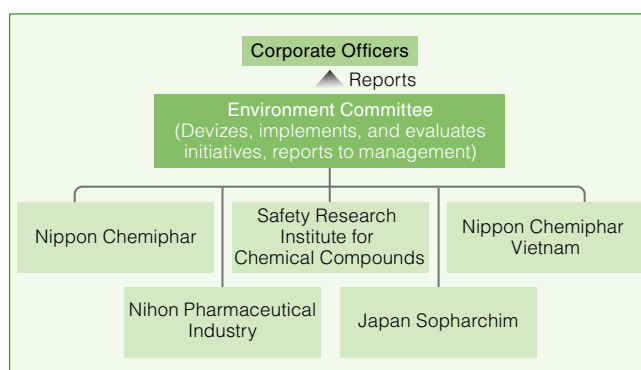 Corporate Officers
Reports
Environment Committee
(Devizes, implements, and evaluates
initiatives, reports to management)
Nippon Chemiphar
Safety Research
Institute for
Chemical Compounds
Nippon Chemiphar
Vietnam
Nihon Pharmaceutical
Industry
Japan Sopharchim